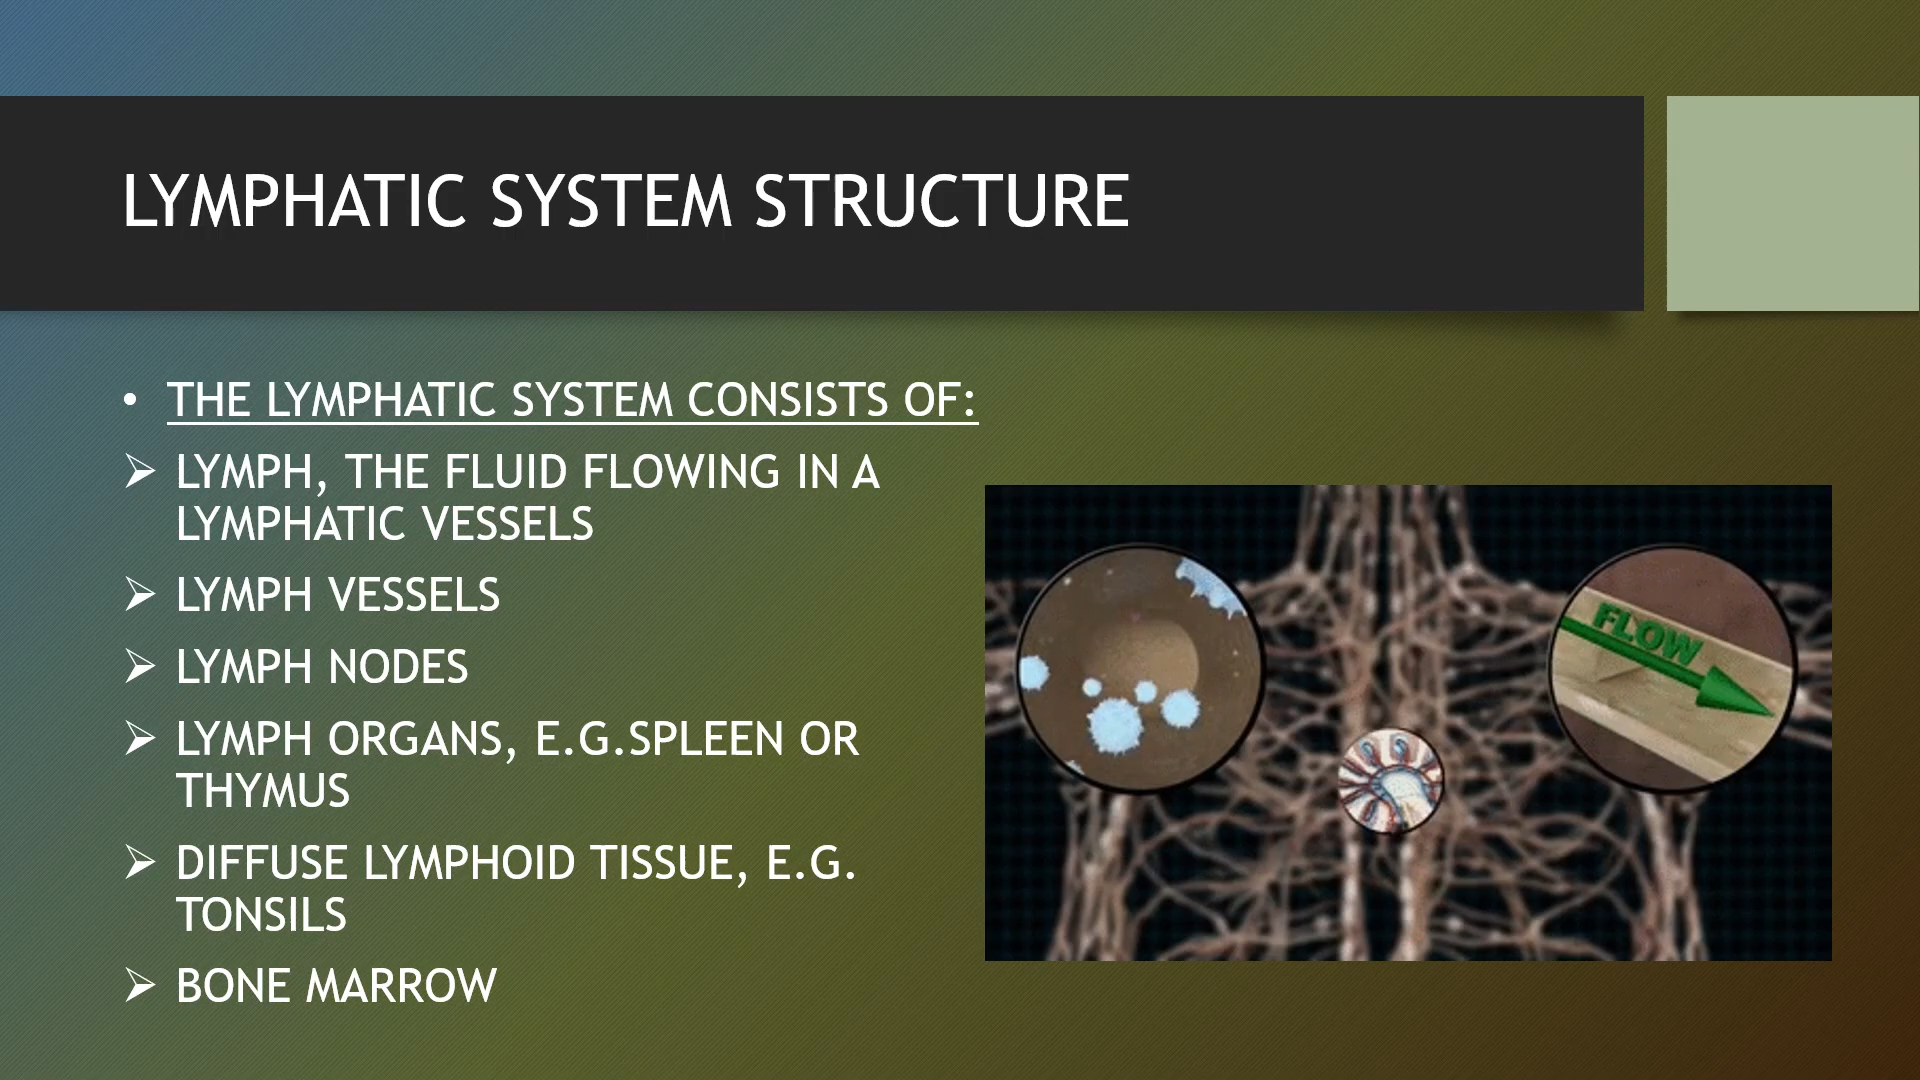 LYMPHATIC SYSTEM STRUCTURE
• THE LYMPHATIC SYSTEM CONSISTS OF:
➢ LYMPH, THE FLUID FLOWING IN A
LYMPHATIC VESSELS
➢ LYMPH VESSELS
➢ LYMPH NODES
➢ LYMPH ORGANS, E.G.SPLEEN OR
THYMUS
➢ DIFFUSE LYMPHOID TISSUE, E.G.
TONSILS
➢ BONE MARROW
FLOW